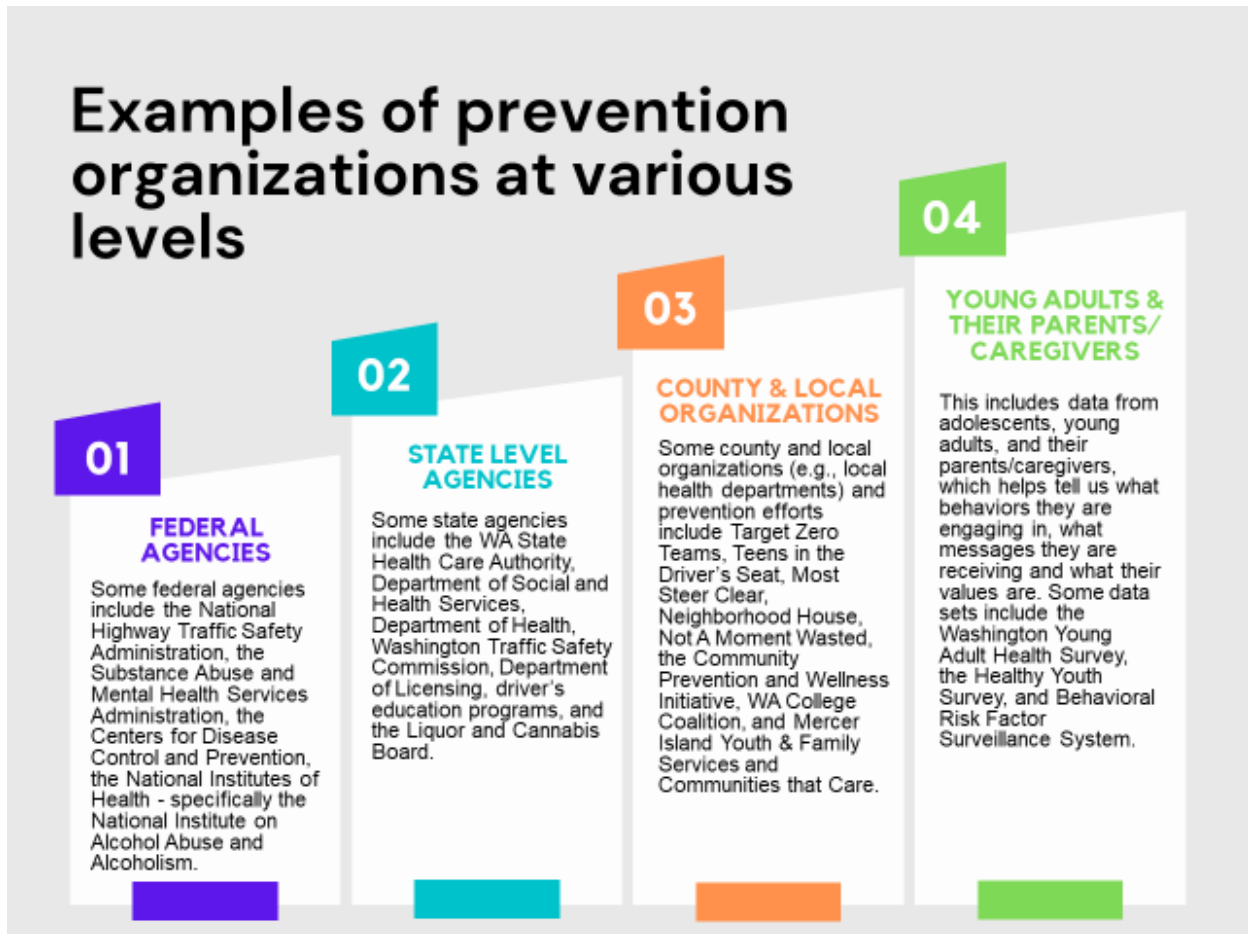 Examples of prevention
organizations at various
levels
01
FEDERAL
AGENCIES
Some federal agencies
include the National
Highway Traffic Safety
Administration, the
Substance Abuse and
Mental Health Services
Administration, the
Centers for Disease
Control and Prevention,
the National Institutes of
Health - specifically the
National Institute on
Alcohol Abuse and
Alcoholism.
02
STATE LEVEL
AGENCIES
Some state agencies
include the WA State
Health Care Authority,
Department of Social and
Health Services,
Department of Health,
Washington Traffic Safety
Commission, Department
of Licensing, driver's
education programs, and
the Liquor and Cannabis
Board.
03
COUNTY & LOCAL
ORGANIZATIONS
Some county and local
organizations (e.g., local
health departments) and
prevention efforts
include Target Zero
Teams, Teens in the
Driver's Seat, Most
Steer Clear,
Neighborhood House,
Not A Moment Wasted,
the Community
Prevention and Wellness
Initiative, WA College
Coalition, and Mercer
Island Youth & Family
Services and
Communities that Care.
04
YOUNG ADULTS &
THEIR PARENTS/
CAREGIVERS
This includes data from
adolescents, young
adults, and their
parents/caregivers,
which helps tell us what
behaviors they are
engaging in, what
messages they are
receiving and what their
values are. Some data
sets include the
Washington Young
Adult Health Survey,
the Healthy Youth
Survey, and Behavioral
Risk Factor
Surveillance System.